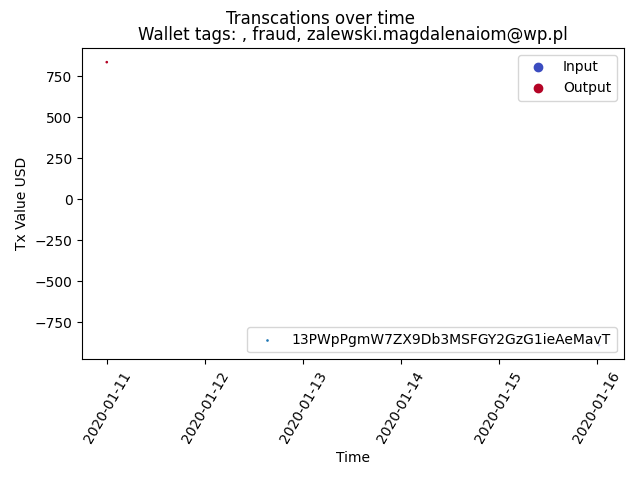 Transcations over time
Wallet tags: , fraud, zalewski.magdalenaiom@wp.pl
Input
Output
750
500
250
0
−250
−500
−750
Tx Value USD
13PWpPgmW7ZX9Db3MSFGY2GzG1ieAeMavT
2020-01-11
2020-01-12
2020-01-13
2020-01-14
2020-01-15
2020-01-16
Time